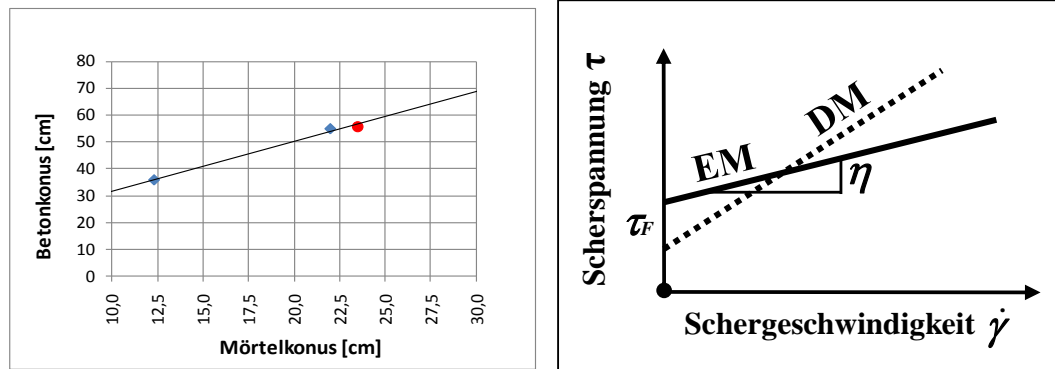 Betonkonus [cm]
80
70
60
50
40
30
20
10
0
10,0
12,5
15,0
17,5
20,0
22,5
25,0
27,5
30,0
Mörtelkonus [cm]
Scherspannung τ
DM
EM
η
τF
Schergeschwindigkeit γ̇